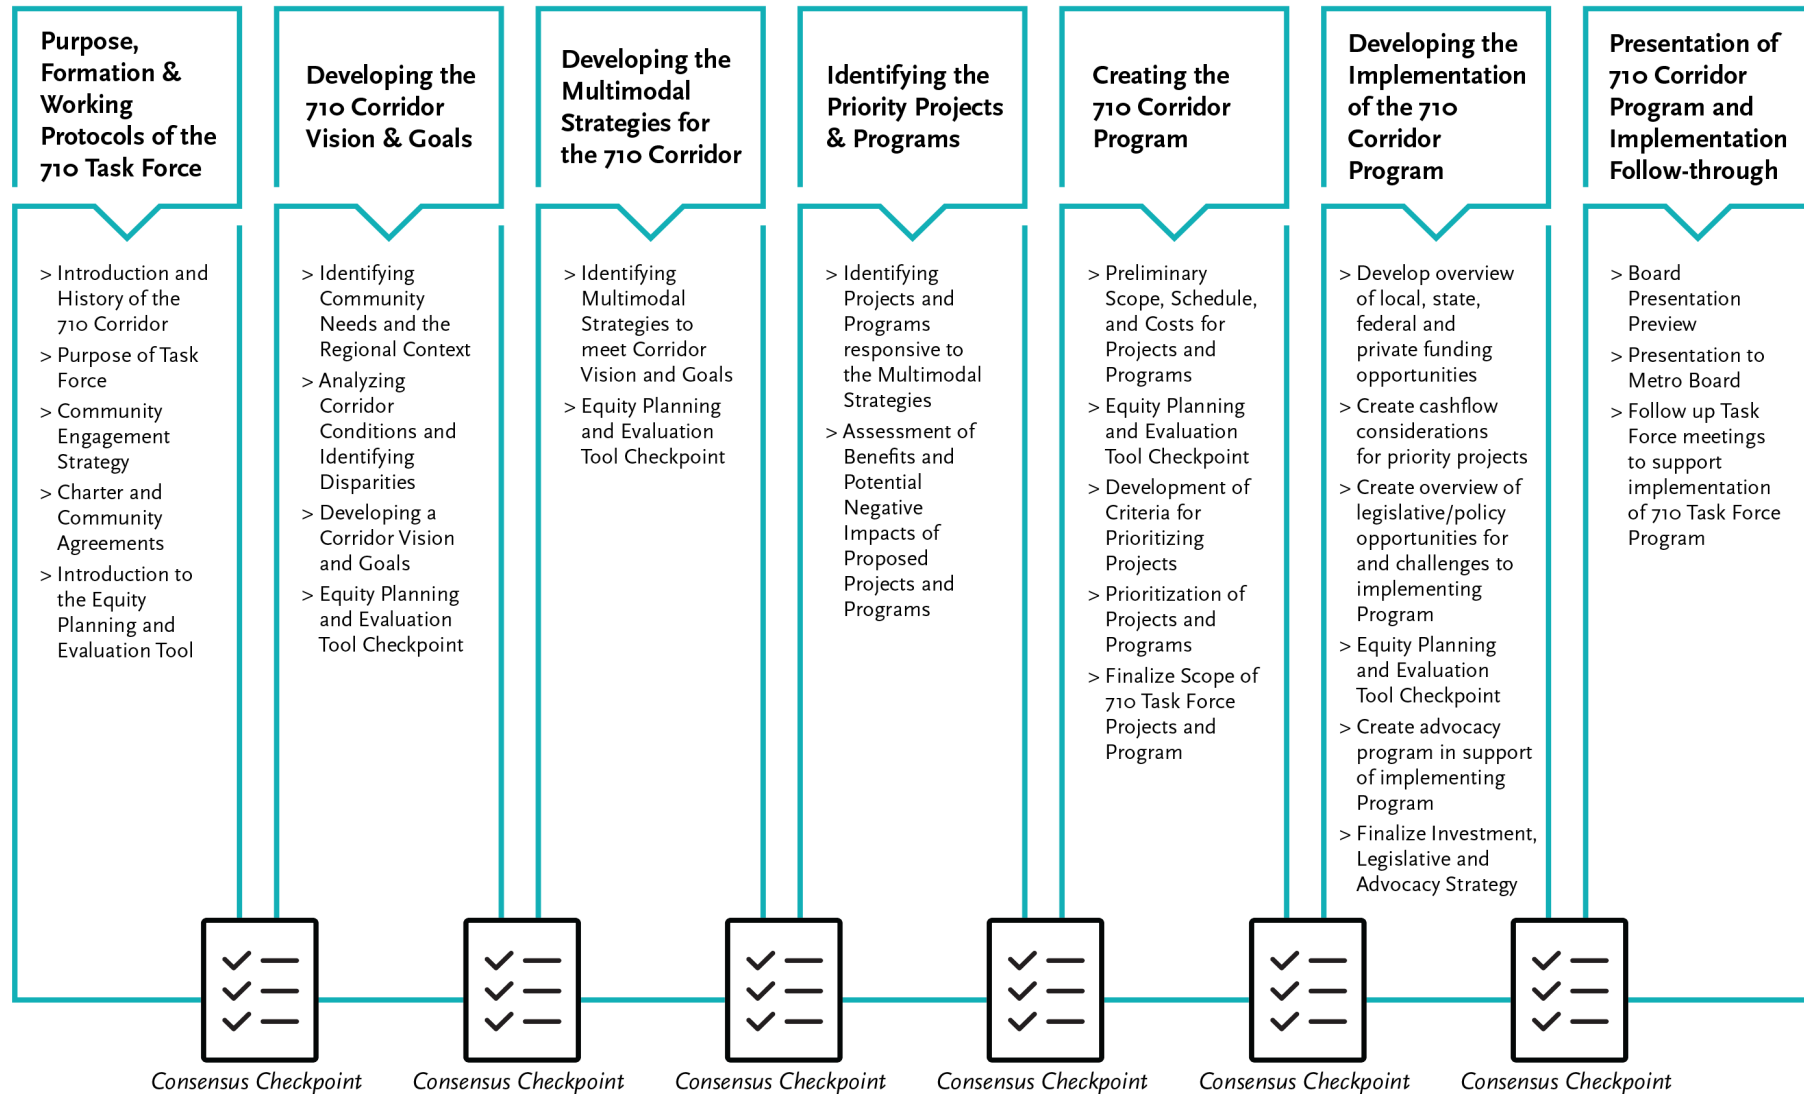 Purpose,
Formation &
Working
Protocols of the
710 Task Force
> Introduction and
History of the
710 Corridor
> Purpose of Task
Force
> Community
Engagement
Strategy
> Charter and
Community
Agreements
> Introduction to
the Equity
Planning and
Evaluation Tool
Developing the
710 Corridor
Vision & Goals
> Identifying
Community
Needs and the
Regional Context
> Analyzing
Corridor
Conditions and
Identifying
Disparities
> Developing a
Corridor Vision
and Goals
> Equity Planning
and Evaluation
Tool Checkpoint
Developing the
Multimodal
Strategies for
the 710 Corridor
> Identifying
Multimodal
Strategies to
meet Corridor
Vision and Goals
> Equity Planning
and Evaluation
Tool Checkpoint
Identifying the
Priority Projects
& Programs
> Identifying
Projects and
Programs
responsive to
the Multimodal
Strategies
> Assessment of
Benefits and
Potential
Negative
Impacts of
Proposed
Projects and
Programs
Creating the
710 Corridor
Program
> Preliminary
Scope, Schedule,
and Costs for
Projects and
Programs
> Equity Planning
and Evaluation
Tool Checkpoint
> Development of
Criteria for
Prioritizing
Projects
> Prioritization of
Projects and
Programs
> Finalize Scope of
710 Task Force
Projects and
Program
Developing the
Implementation
of the 710
Corridor
Program
> Develop overview
of local, state,
federal and
private funding
opportunities
> Create cashflow
considerations
for priority projects
> Create overview of
legislative/policy
opportunities for
and challenges to
implementing
Program
> Equity Planning
and Evaluation
Tool Checkpoint
> Create advocacy
program in support
of implementing
Program
> Finalize Investment,
Legislative and
Advocacy Strategy
Presentation of
710 Corridor
Program and
Implementation
Follow-through
> Board
Presentation
Preview
> Presentation to
Metro Board
> Follow up Task
Force meetings
to support
implementation
of 710 Task Force
Program
Consensus Checkpoint
Consensus Checkpoint
Consensus Checkpoint
Consensus Checkpoint
Consensus Checkpoint
Consensus Checkpoint